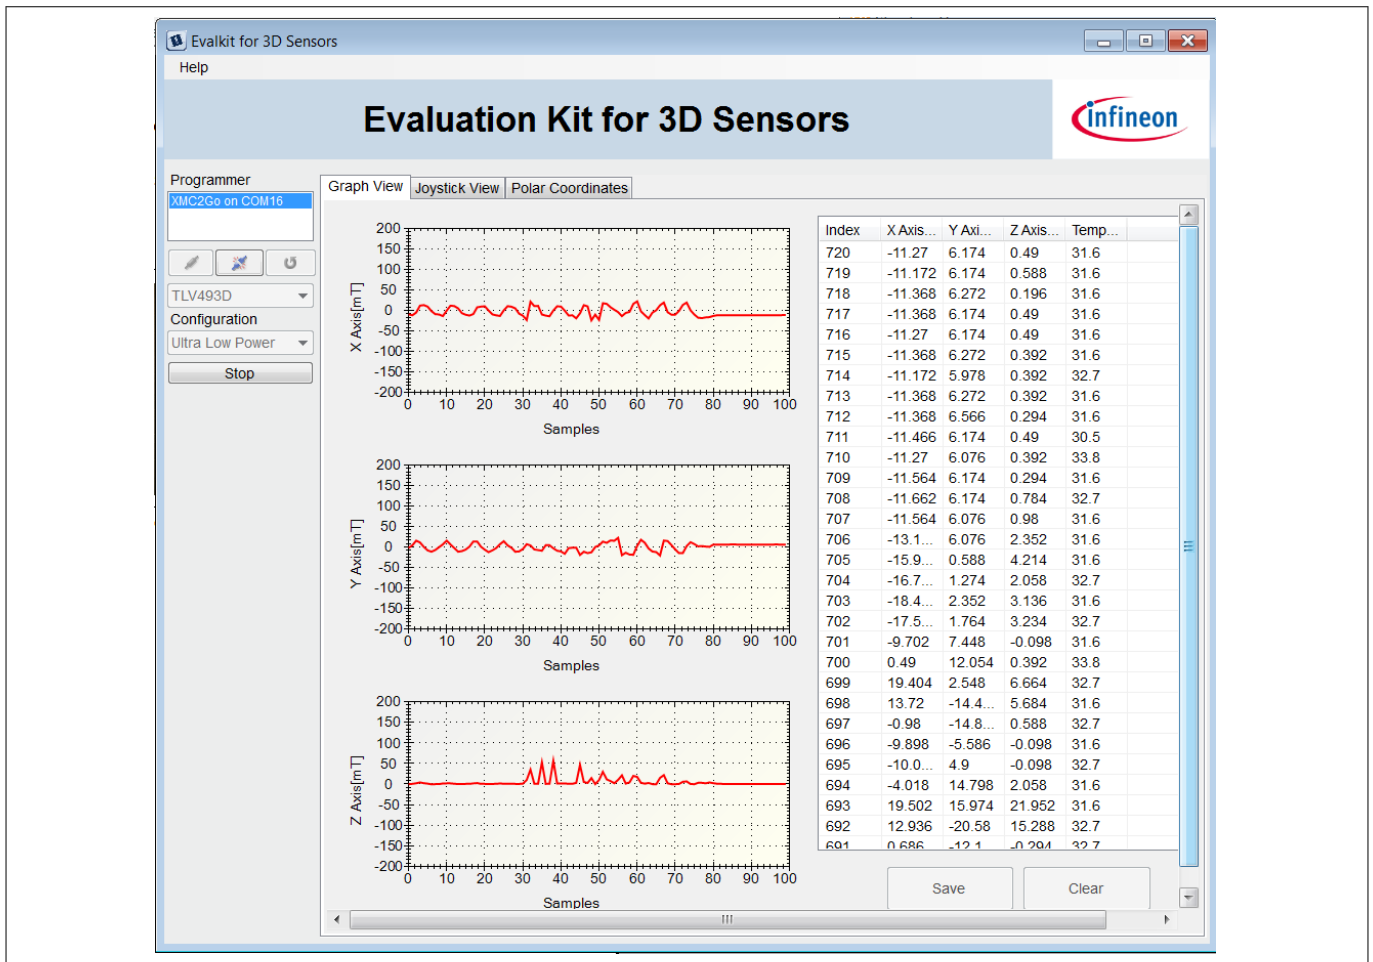 Evalkit for 3D Sensors
Help
Evaluation Kit for 3D Sensors
infineon
Programmer
XMC2Go on COM16
TLV493D
Configuration
Ultra Low Power
Stop
Graph View Joystick View Polar Coordinates
X Axis[mT]
200
150
100
50
0
-50
-100
-150
-200
0 10 20 30 40 50 60 70 80 90 100
Samples
Y Axis[mT]
200
150
100
50
0
-50
-100
-150
-200
0 10 20 30 40 50 60 70 80 90 100
Samples
Z Axis[mT]
200
150
100
50
0
-50
-100
-150
-200
0 10 20 30 40 50 60 70 80 90 100
Samples
Index X Axis... Y Axi... Z Axis... Temp...
720 -11.27 6.174 0.49 31.6
719 -11.172 6.174 0.588 31.6
718 -11.368 6.272 0.196 31.6
717 -11.368 6.174 0.49 31.6
716 -11.27 6.174 0.49 31.6
715 -11.368 6.272 0.392 31.6
714 -11.172 5.978 0.392 32.7
713 -11.368 6.272 0.392 31.6
712 -11.368 6.566 0.294 31.6
711 -11.466 6.174 0.49 30.5
710 -11.27 6.076 0.392 33.8
709 -11.564 6.174 0.294 31.6
708 -11.662 6.174 0.784 32.7
707 -11.564 6.076 0.98 31.6
706 -13.1... 6.076 2.352 31.6
705 -15.9... 0.588 4.214 31.6
704 -16.7... 1.274 2.058 32.7
703 -18.4... 2.352 3.136 31.6
702 -17.5... 1.764 3.234 32.7
701 -9.702 7.448 -0.098 31.6
700 0.49 12.054 0.392 33.8
699 19.404 2.548 6.664 32.7
698 13.72 -14.4... 5.684 31.6
697 -0.98 -14.8... 0.588 32.7
696 -9.898 -5.586 -0.098 31.6
695 -10.0... 4.9 -0.098 32.7
694 -4.018 14.798 2.058 31.6
693 19.502 15.974 21.952 31.6
692 12.936 -20.58 15.288 32.7
691 0.686 -12.1 -0.294 32.7
Save Clear